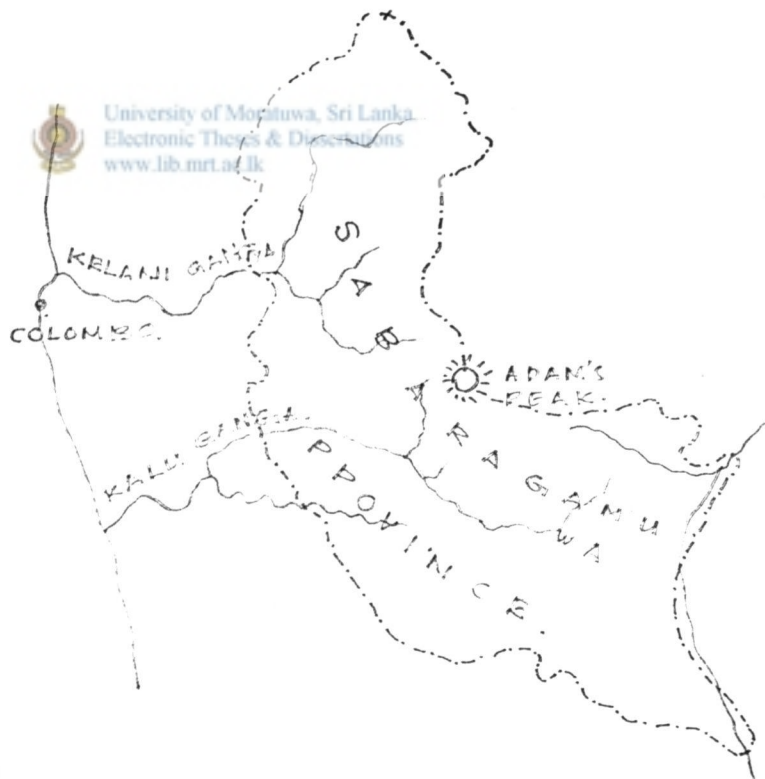 University of Moratuwa, Sri Lanka.
Electronic Theses & Dissertations
www.lib.mrt.ac.lk
KELANI GANGA
COLOMBO.
ADAM'S
PEAK.
KALU GANGA.
SABARAGAMUWA
PROVINCE.